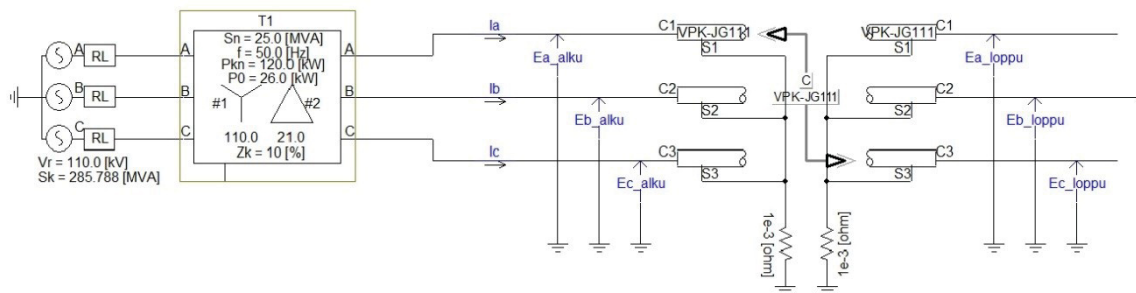 T1
Sn = 25.0 [MVA]
f = 50.0 [Hz]
Pkn = 120.0 [kW]
P0 = 26.0 [kW]
#1
#2
110.0
21.0
Zk = 10 [%]
A
RL
A
A
B
RL
B
B
C
RL
C
C
Vr = 110.0 [kV]
Sk = 285.788 [MVA]
Ia
Ib
Ic
Ea_alku
Eb_alku
Ec_alku
C1
VPK-JG111
S1
C2
S2
C3
S3
1e-3 [ohm]
C
VPK-JG111
C1
VPK-JG111
S1
C2
S2
C3
S3
1e-3 [ohm]
Ea_loppu
Eb_loppu
Ec_loppu